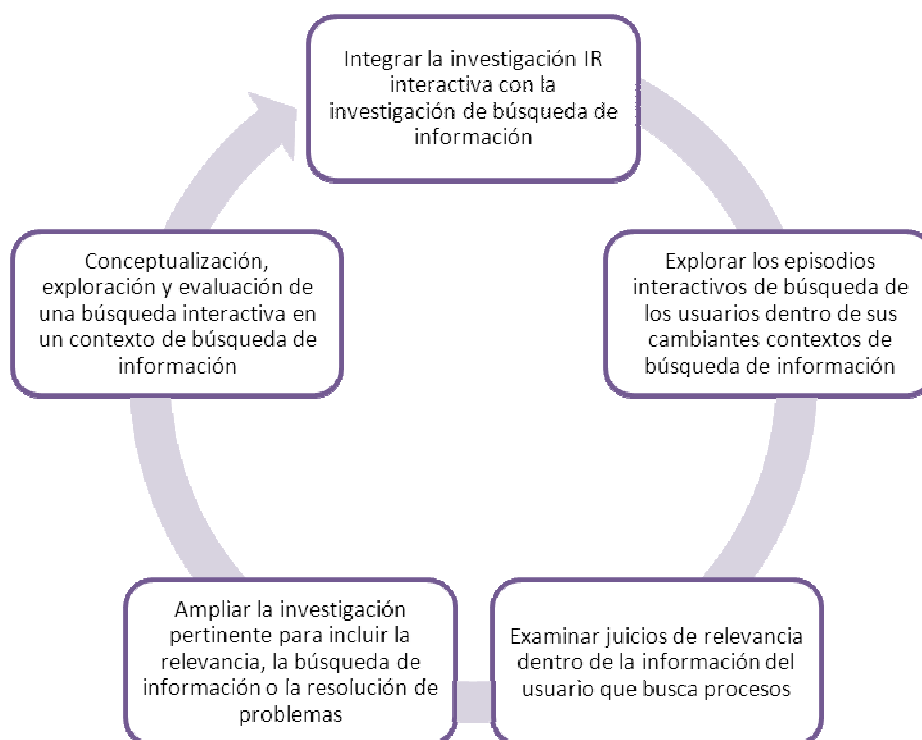 Integrar la investigación IR
interactiva con la
investigación de búsqueda de
información
Explorar los episodios
interactivos de búsqueda de
los usuarios dentro de sus
cambiantes contextos de
búsqueda de información
Examinar juicios de relevancia
dentro de la información del
usuario que busca procesos
Ampliar la investigación
pertinente para incluir la
relevancia, la búsqueda de
información o la resolución de
problemas
Conceptualización,
exploración y evaluación de
una búsqueda interactiva en
un contexto de búsqueda de
información